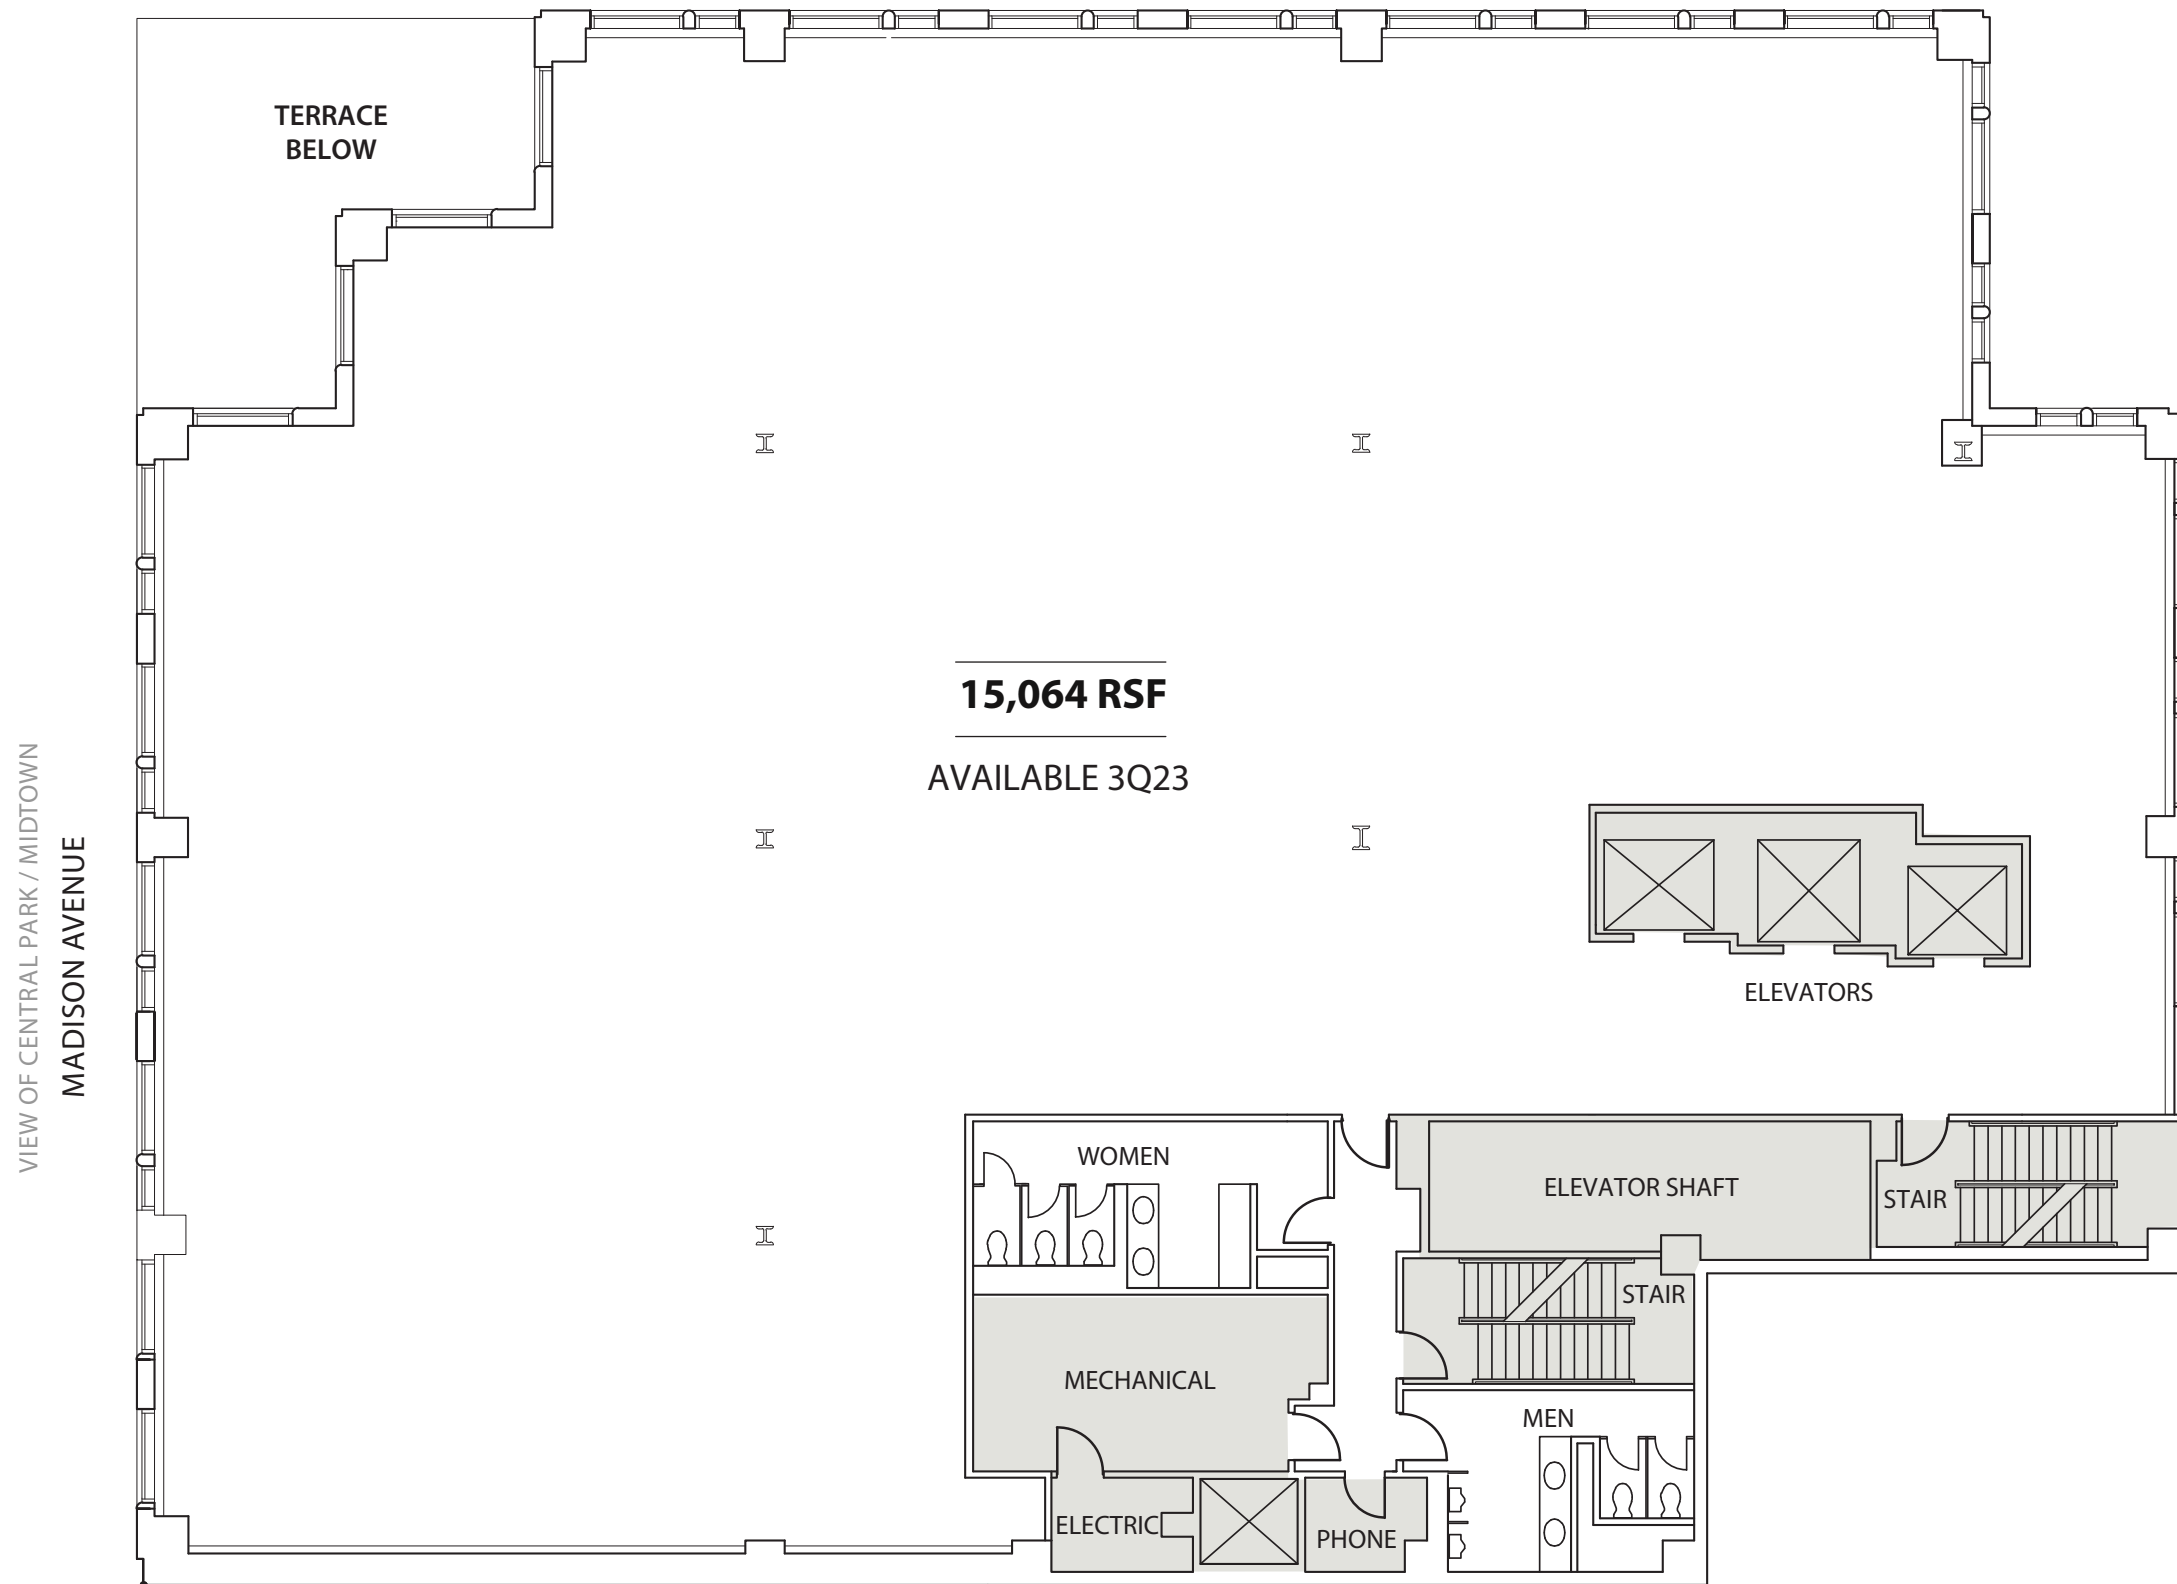 TERRACE
BELOW
15,064 RSF
AVAILABLE 3Q23
VIEW OF CENTRAL PARK / MIDTOWN
MADISON AVENUE
ELEVATORS
WOMEN
ELEVATOR SHAFT
STAIR
STAIR
MECHANICAL
MEN
ELECTRIC
PHONE